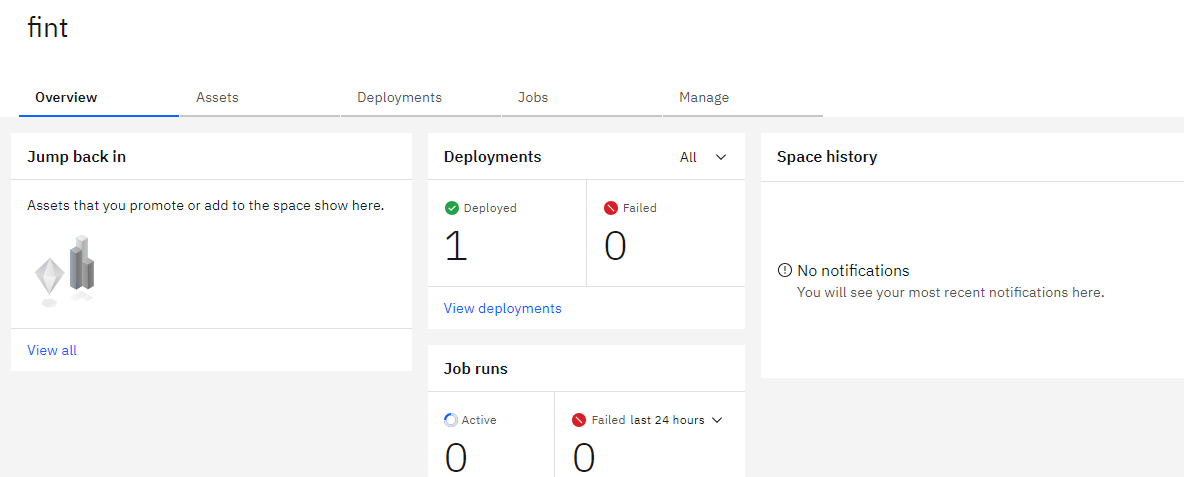 fint
Overview
Assets
Deployments
Jobs
Manage
Jump back in
Assets that you promote or add to the space show here.
View all
Deployments
All
Deployed
1
Failed
0
View deployments
Job runs
Active
0
Failed last 24 hours
0
Space history
No notifications
You will see your most recent notifications here.